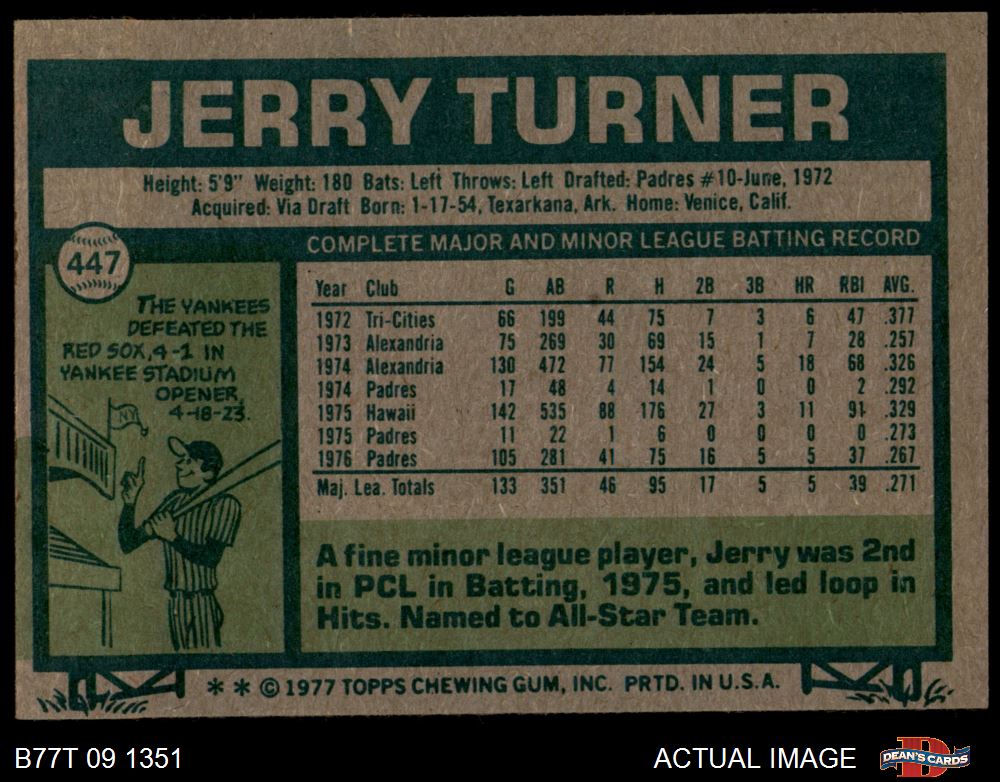 JERRY TURNER
Height: 5'9" Weight: 180 Bats: Left Throws: Left Drafted: Padres #10-June, 1972
Acquired: Via Draft Born: 1-17-54, Texarkana, Ark. Home: Venice, Calif.
447
THE YANKEES
DEFEATED THE
RED SOX, 4-1 IN
YANKEE STADIUM
OPENER,
4-18-23.
NY
COMPLETE MAJOR AND MINOR LEAGUE BATTING RECORD
Year Club G AB R H 2B 3B HR RBI AVG.
1972 Tri-Cities 66 199 44 75 7 3 6 47 .377
1973 Alexandria 75 269 30 69 15 1 7 28 .257
1974 Alexandria 130 472 77 154 24 5 18 68 .326
1974 Padres 17 48 4 14 1 0 0 2 .292
1975 Hawaii 142 535 88 176 27 3 11 91 .329
1975 Padres 11 22 1 6 0 0 0 0 .273
1976 Padres 105 281 41 75 16 5 5 37 .267
Maj. Lea. Totals 133 351 46 95 17 5 5 39 .271
A fine minor league player, Jerry was 2nd
in PCL in Batting, 1975, and led loop in
Hits. Named to All-Star Team.
* * © 1977 TOPPS CHEWING GUM, INC. PRTD. IN U.S.A.
B77T 09 1351
ACTUAL IMAGE
D
DEAN'S CARDS